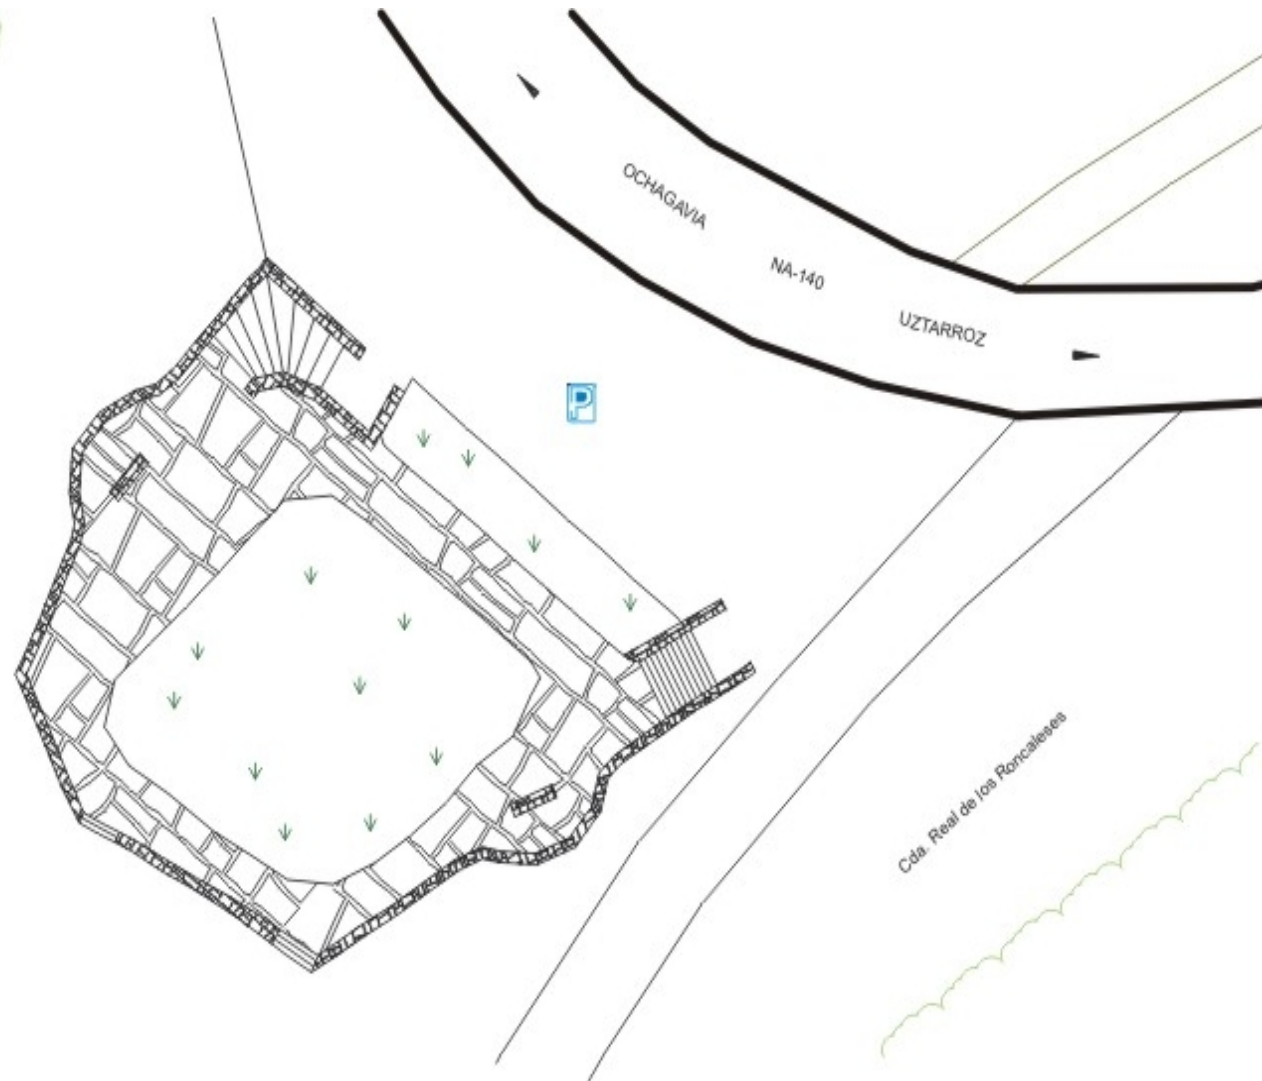 OCHAGAVIA
NA-140
UZTARROZ
P
Cda. Real de los Roncaleses